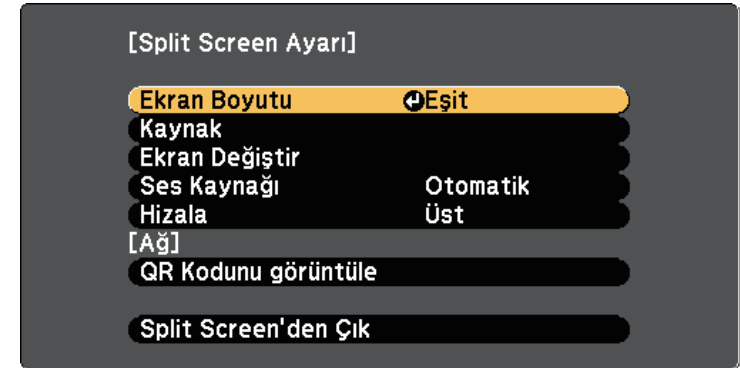 [Split Screen Ayarı]
Ekran Boyutu Eşit
Kaynak
Ekran Değiştir
Ses Kaynağı Otomatik
Hizala Üst
[Ağ]
QR Kodunu görüntüle
Split Screen'den Çık